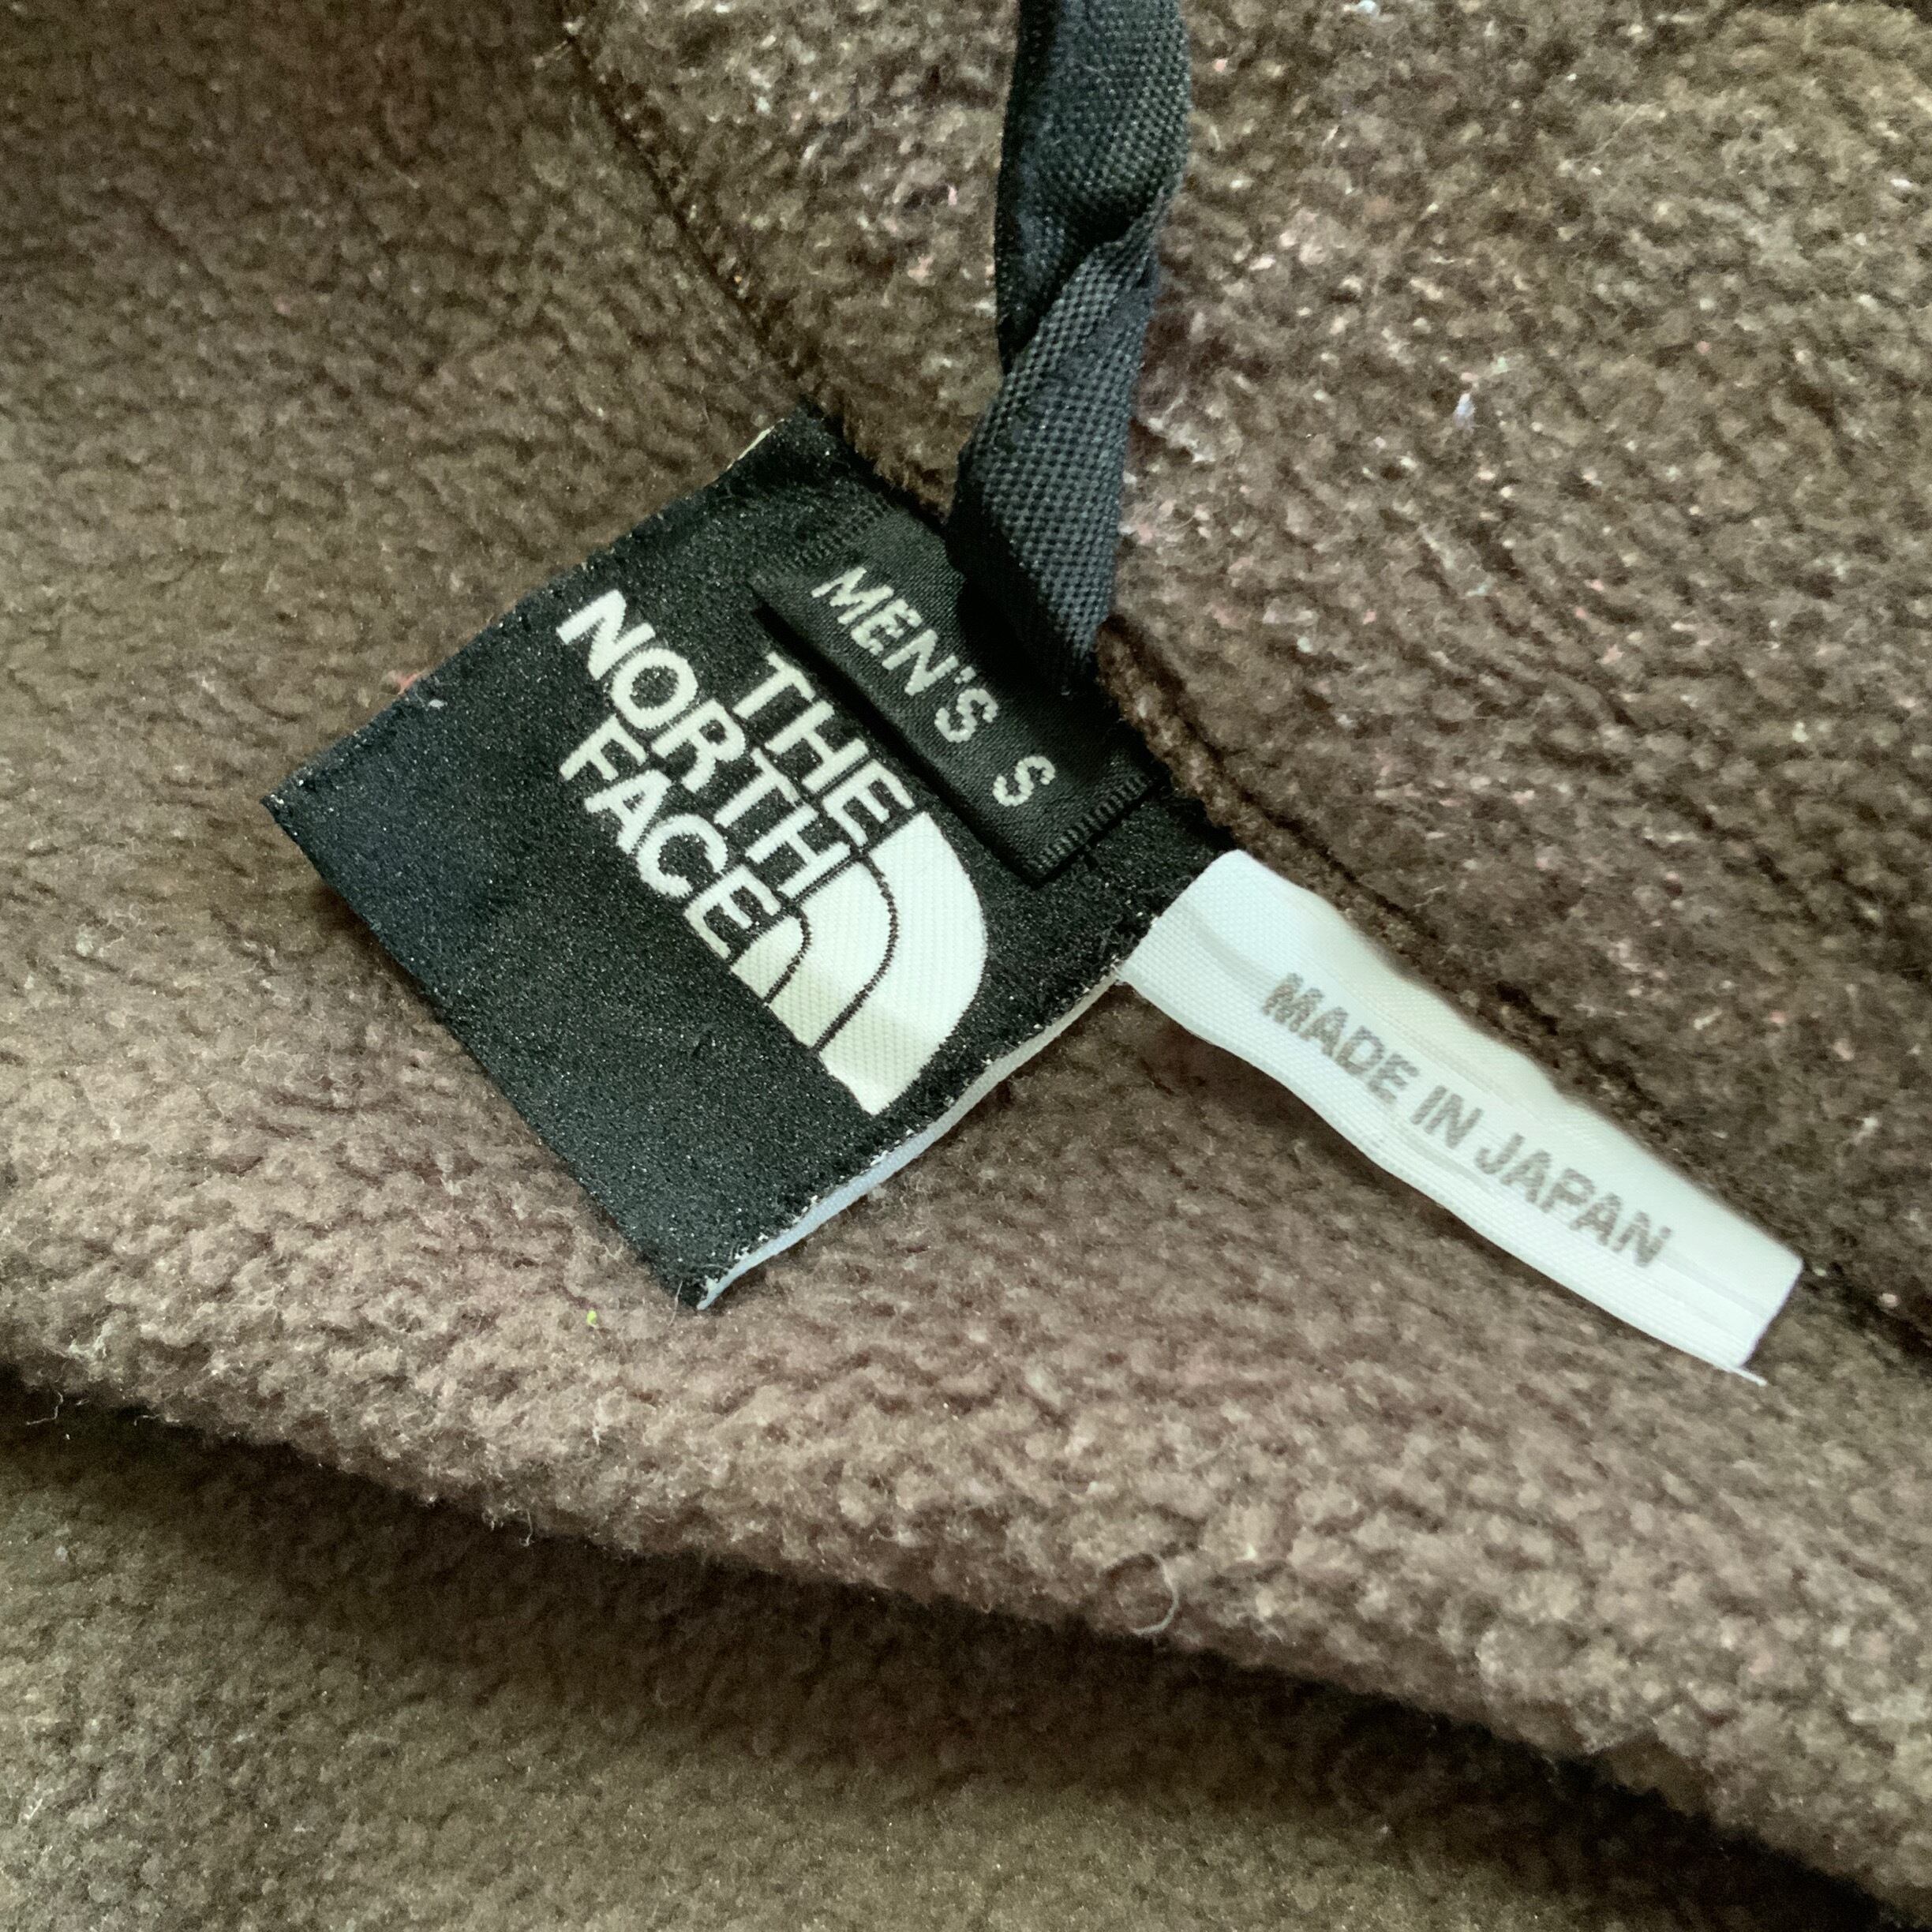 MEN'S S
THE
NORTH
FACE
MADE IN JAPAN